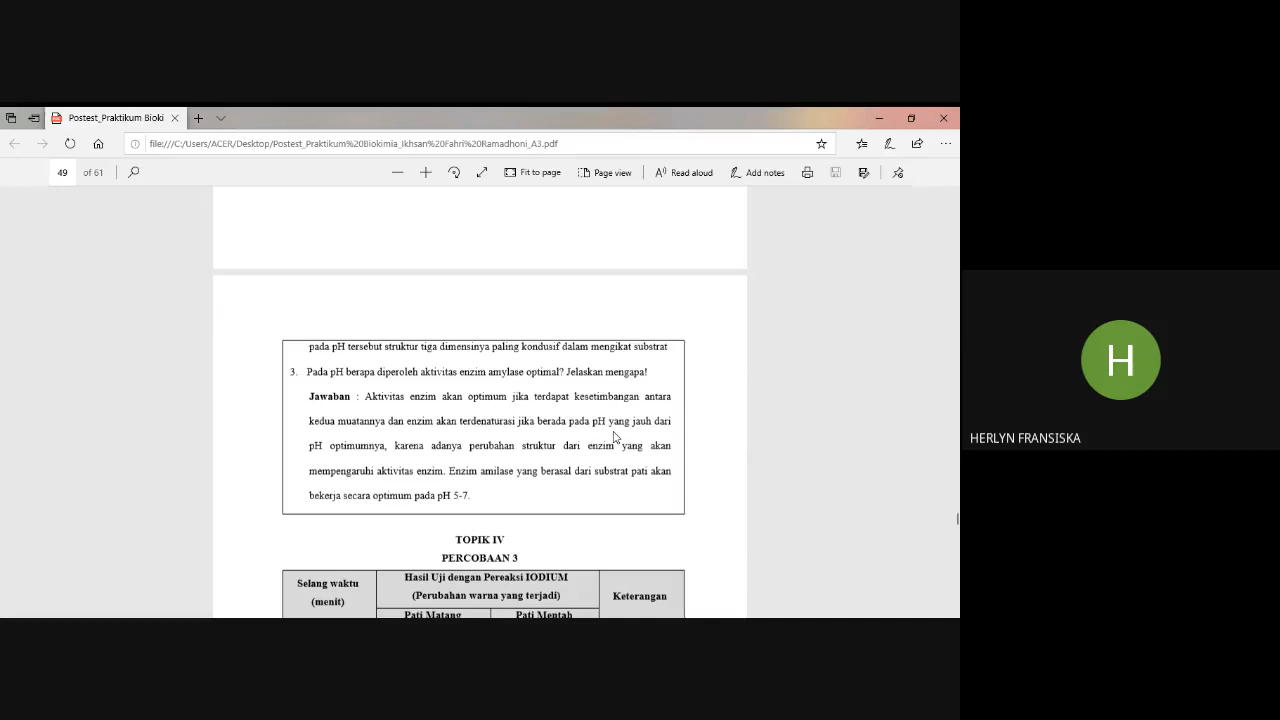 Postest_Praktikum Bioki
file:///C:/Users/ACER/Desktop/Postest_Praktikum%20Biokimia_Ikhsan%20Fahri%20Ramadhoni_A3.pdf
49 of 61 Fit to page Page view Read aloud Add notes
pada pH tersebut struktur tiga dimensinya paling kondusif dalam mengikat substrat
3. Pada pH berapa diperoleh aktivitas enzim amylase optimal? Jelaskan mengapa!
Jawaban : Aktivitas enzim akan optimum jika terdapat kesetimbangan antara
kedua muatannya dan enzim akan terdenaturasi jika berada pada pH yang jauh dari
pH optimumnya, karena adanya perubahan struktur dari enzim yang akan
mempengaruhi aktivitas enzim. Enzim amilase yang berasal dari substrat pati akan
bekerja secara optimum pada pH 5-7.
TOPIK IV
PERCOBAAN 3
Selang waktu
(menit)
Hasil Uji dengan Pereaksi IODIUM
(Perubahan warna yang terjadi)
Keterangan
Pati Matang Pati Mentah
H
HERLYN FRANSISKA